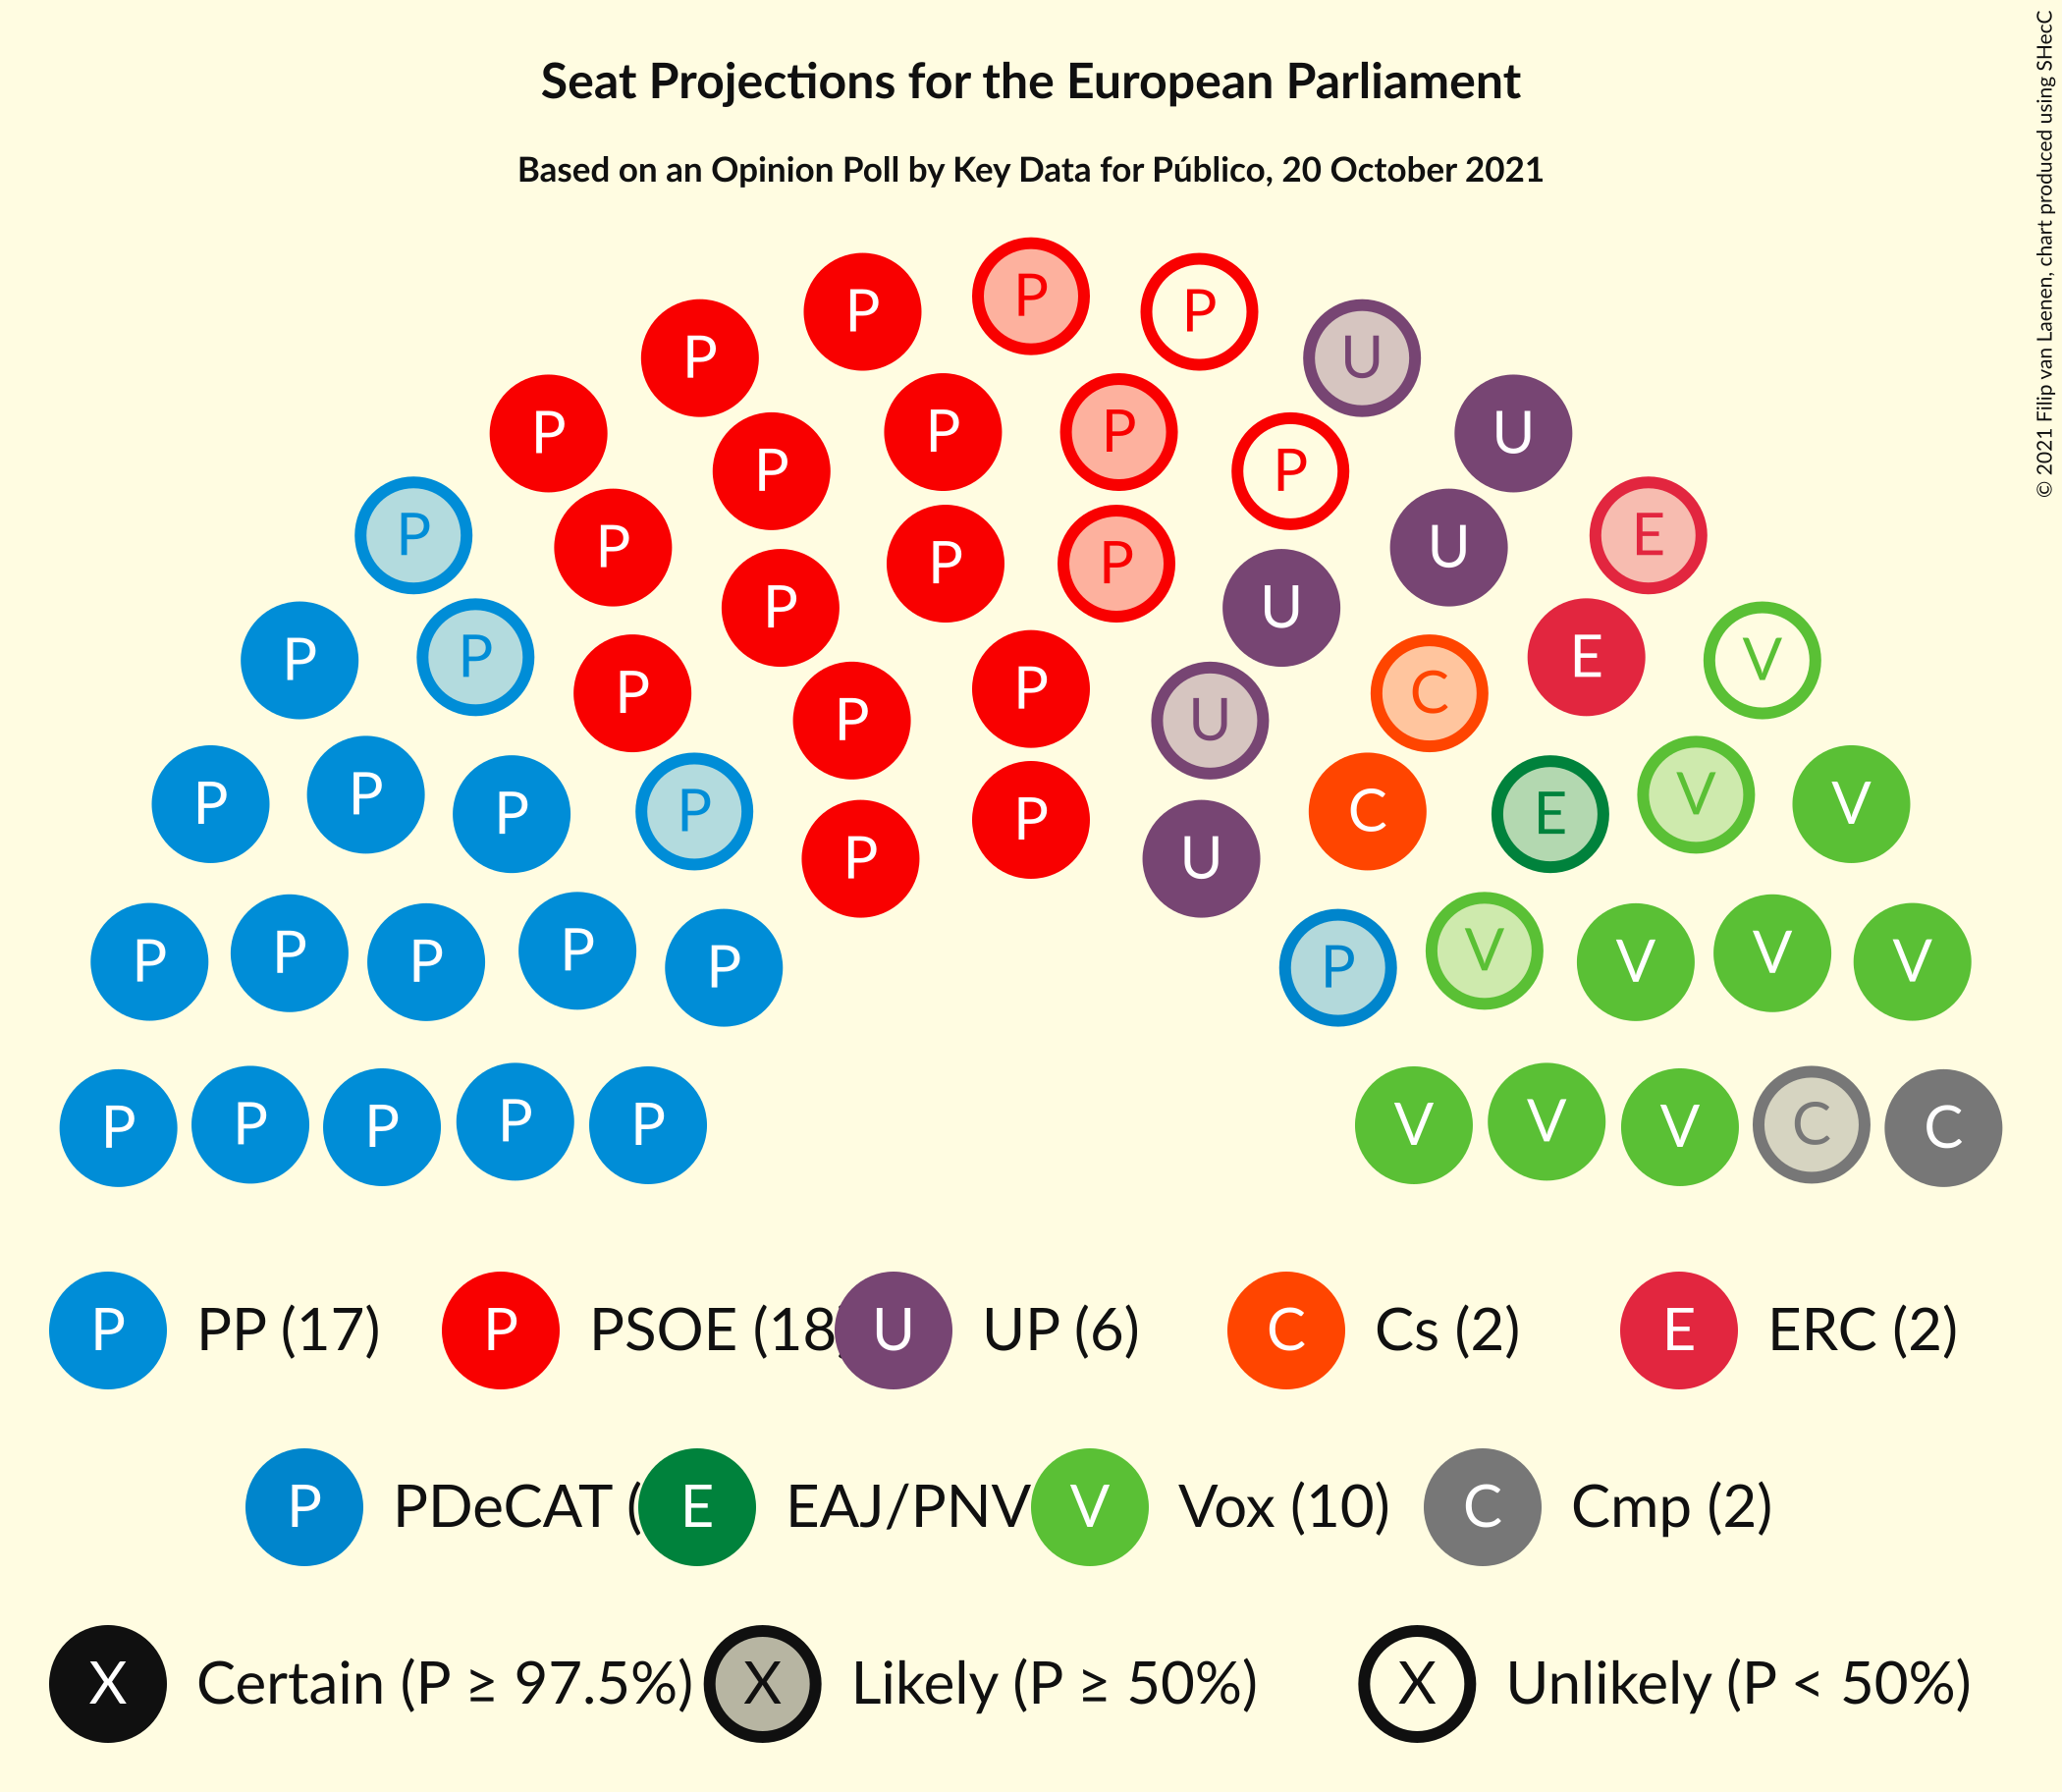 Seat Projections for the European Parliament
Based on an Opinion Poll by Key Data for Público, 20 October 2021
© 2021 Filip van Laenen, chart produced using SHecC
P P P
P P P U
P P P U
P P P P E
P P P U U
P P P E V
P P U C
P P P P P C E V V
P P U
P P P P P P V V V V
P P P P P V V V C C
P PP (17) P PSOE (18 U UP (6) C Cs (2) E ERC (2)
P PDeCAT ( E EAJ/PNV V Vox (10) C Cmp (2)
X Certain (P ≥ 97.5%) X Likely (P ≥ 50%) X Unlikely (P < 50%)